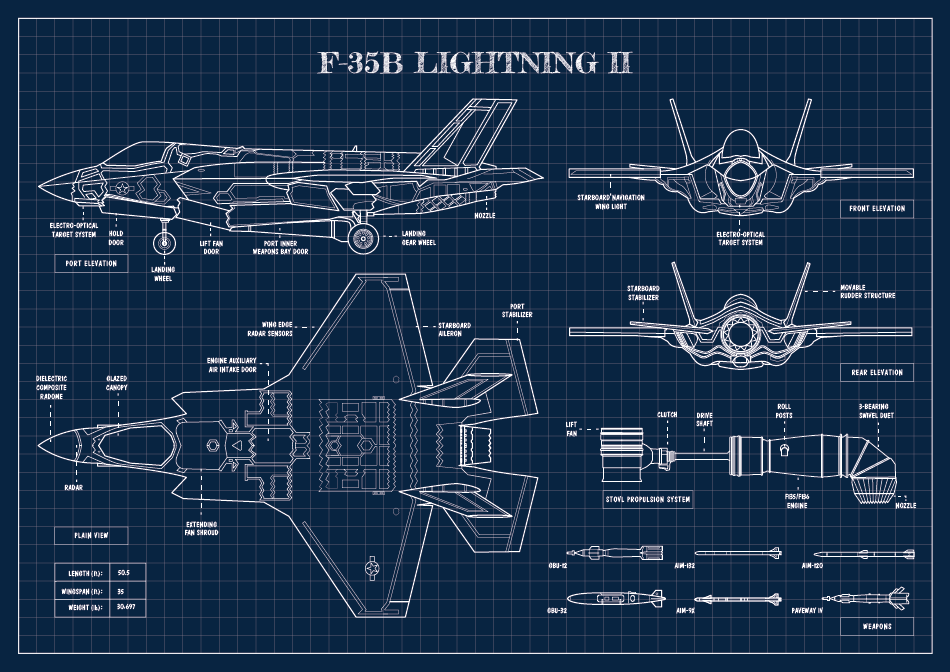 F-35B LIGHTNING II
ELECTRO-OPTICAL
TARGET SYSTEM
HOLD
DOOR
LANDING
WHEEL
LIFT FAN
DOOR
PORT INNER
WEAPONS BAY DOOR
LANDING
GEAR WHEEL
NOZZLE
PORT ELEVATION
STARBOARD NAVIGATION
WING LIGHT
ELECTRO-OPTICAL
TARGET SYSTEM
FRONT ELEVATION
STARBOARD
STABILIZER
MOVABLE
RUDDER STRUCTURE
REAR ELEVATION
WING EDGE
RADAR SENSORS
STARBOARD
AILERON
PORT
STABILIZER
ENGINE AUXILIARY
AIR INTAKE DOOR
DIELECTRIC
COMPOSITE
RADOME
GLAZED
CANOPY
RADAR
EXTENDING
FAN SHROUD
PLAIN VIEW
LENGTH (ft): 50.5
WINGSPAN (ft): 35
WEIGHT (lb): 30,697
LIFT
FAN
CLUTCH
DRIVE
SHAFT
ROLL
POSTS
3-BEARING
SWIVEL DUET
STOVL PROPULSION SYSTEM
F135/F136
ENGINE
NOZZLE
GBU-12
AIM-132
AIM-120
GBU-32
AIM-9X
PAVEWAY IV
WEAPONS